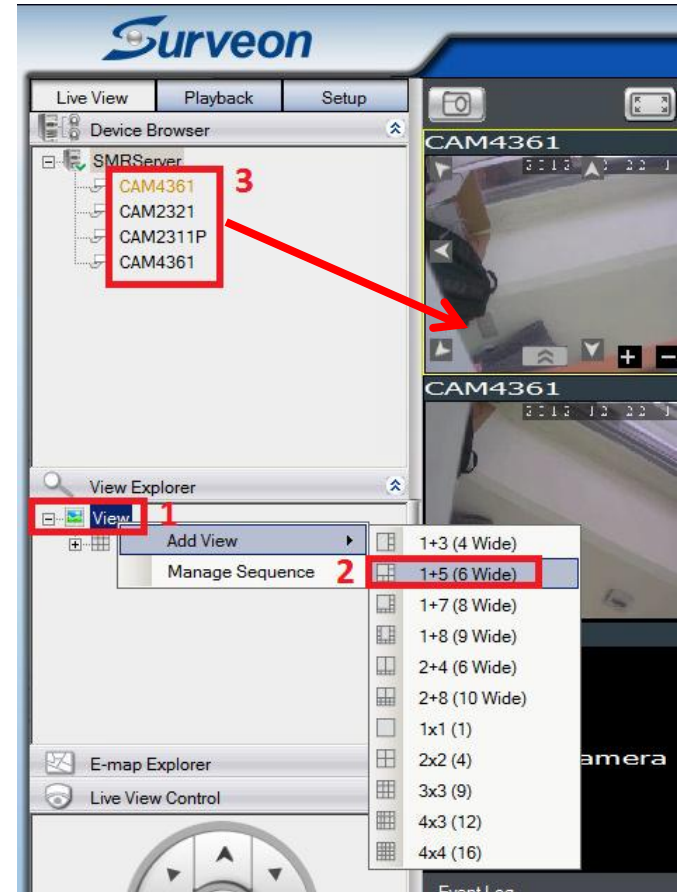 Surveon
Live View Playback Setup
Device Browser
CAM4361
SMRServer
3
CAM4361
CAM2321
CAM2311P
CAM4361
CAM4361
View Explorer
View 1
Add View 1+3 (4 Wide)
Manage Sequence 2 1+5 (6 Wide)
1+7 (8 Wide)
1+8 (9 Wide)
2+4 (6 Wide)
2+8 (10 Wide)
1x1 (1)
E-map Explorer 2x2 (4) amera
Live View Control 3x3 (9)
4x3 (12)
4x4 (16)